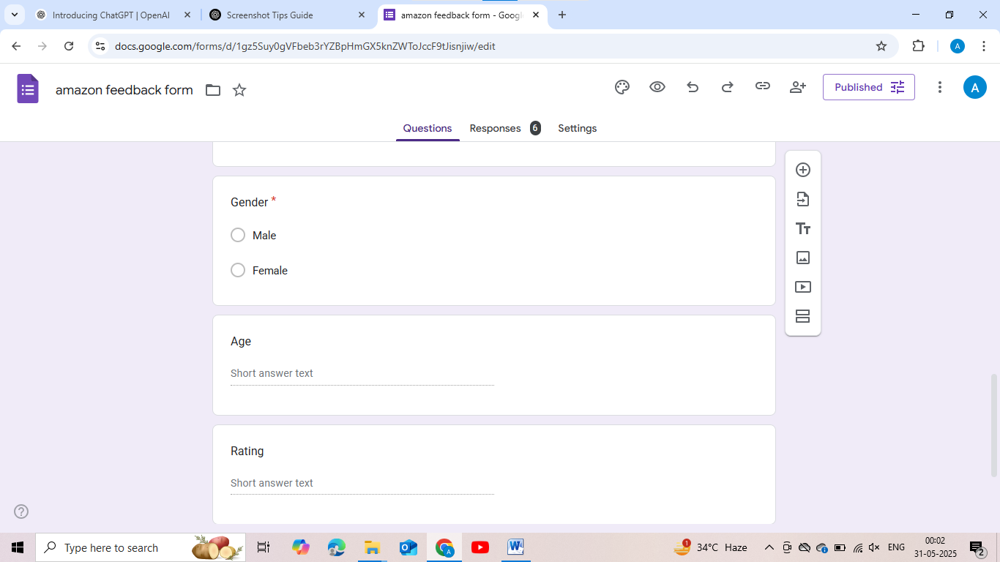 Introducing ChatGPT | OpenAI
Screenshot Tips Guide
amazon feedback form - Googl
docs.google.com/forms/d/1gz5Suy0gVFbeb3rYZBpHmGX5knZWToJccF9tJisnjiw/edit
A
amazon feedback form
Published
A
Questions
Responses 6
Settings
Gender *
Male
Female
Age
Short answer text
Rating
Short answer text
Type here to search
1
34°C Haze
ENG
00:02
31-05-2025
2